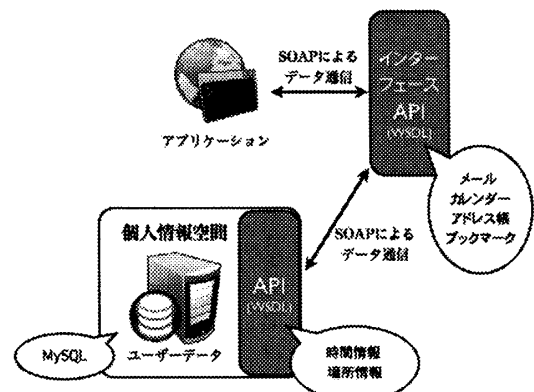 SOAPによる
データ通信
アプリケーション
インター
フェース
API
(WSDL)
メール
カレンダー
アドレス帳
ブックマーク
SOAPによる
データ通信
個人情報空間
API
(WSDL)
MySQL
ユーザーデータ
時間情報
場所情報